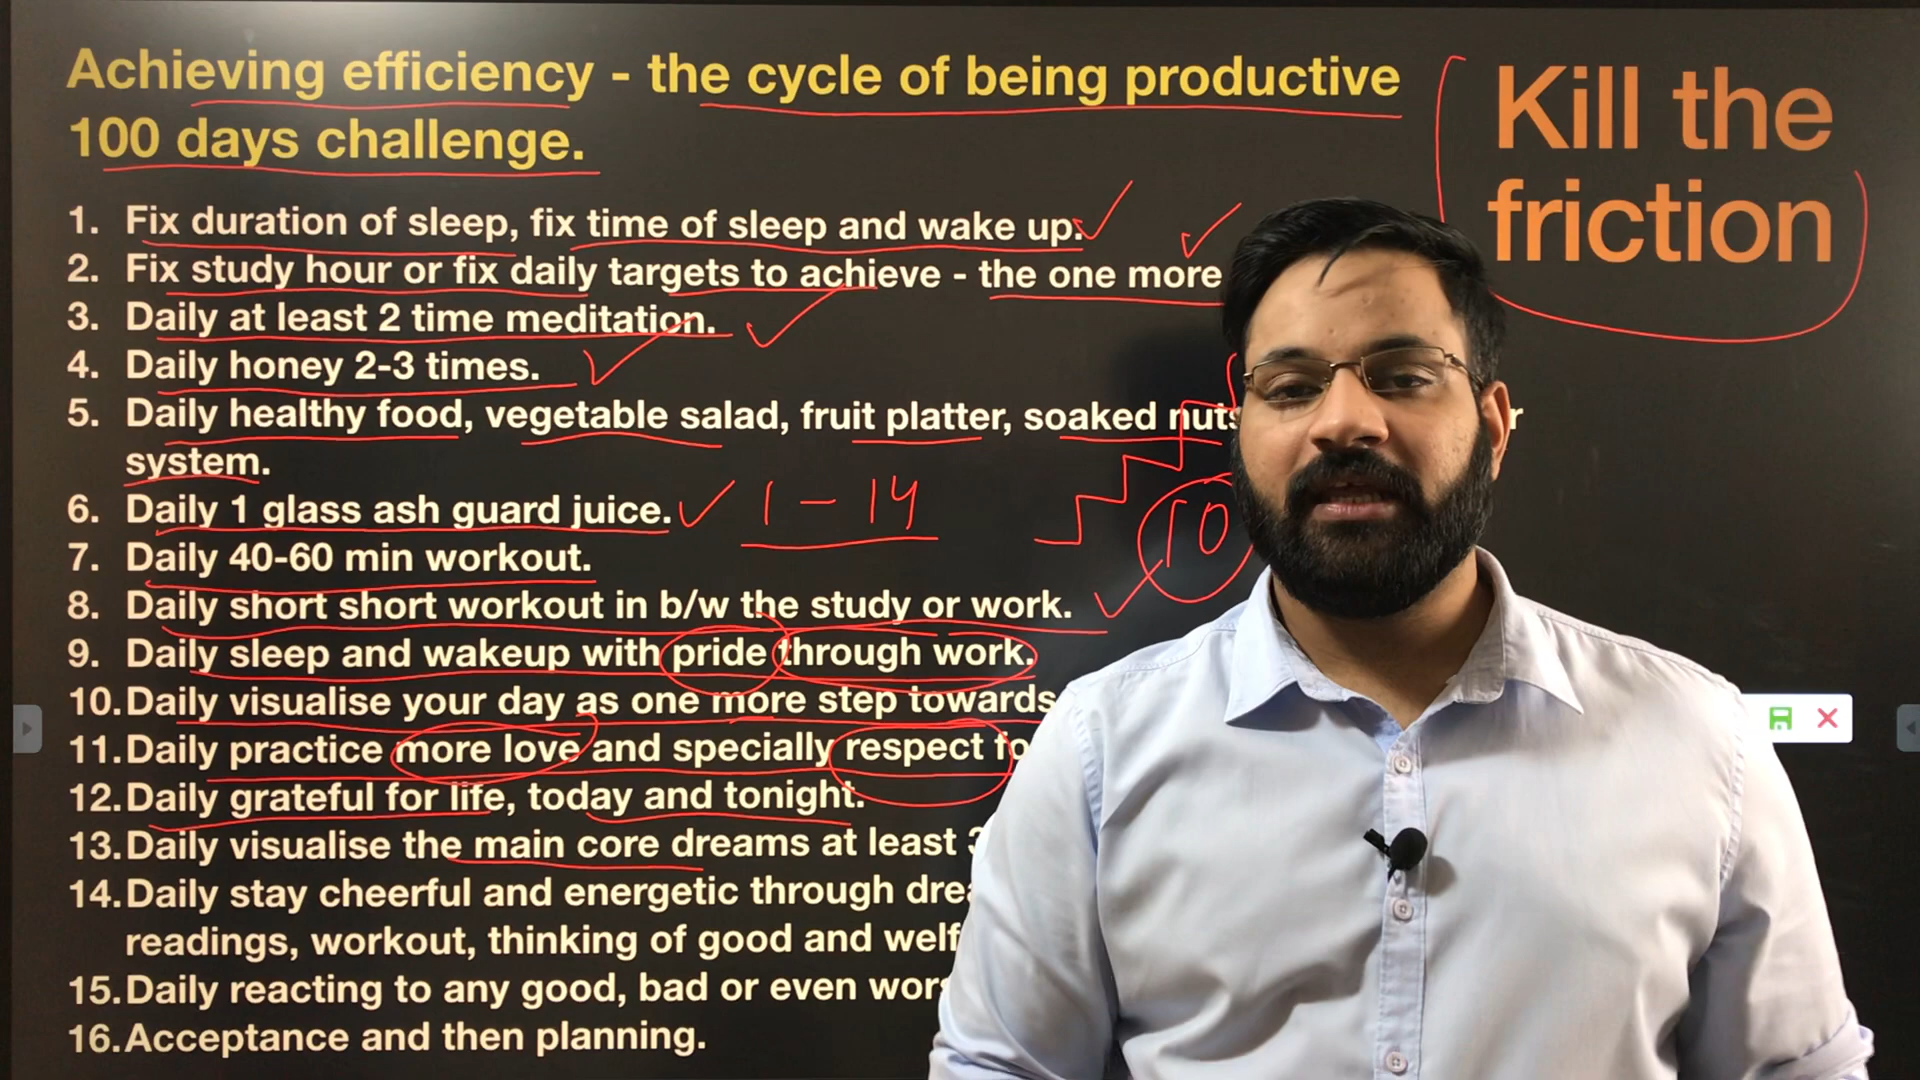 Achieving efficiency - the cycle of being productive
100 days challenge.
Kill the
friction
1. Fix duration of sleep, fix time of sleep and wake up.
2. Fix study hour or fix daily targets to achieve - the one more
3. Daily at least 2 time meditation.
4. Daily honey 2-3 times.
5. Daily healthy food, vegetable salad, fruit platter, soaked nuts
system.
6. Daily 1 glass ash guard juice. 1 - 14
10
7. Daily 40-60 min workout.
8. Daily short short workout in b/w the study or work.
9. Daily sleep and wakeup with pride through work.
10. Daily visualise your day as one more step towards
11. Daily practice more love and specially respect
12. Daily grateful for life, today and tonight.
13. Daily visualise the main core dreams at least
14. Daily stay cheerful and energetic through
readings, workout, thinking of good and
15. Daily reacting to any good, bad or even
16. Acceptance and then planning.